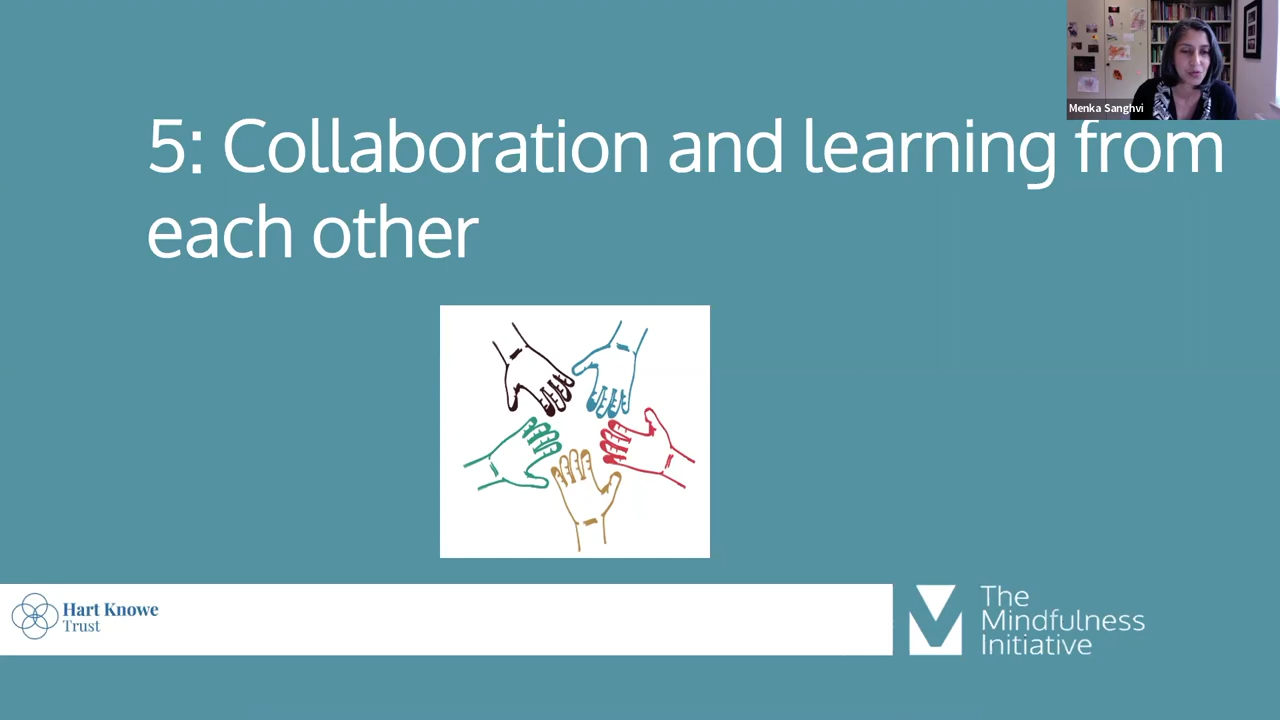 Menka Sanghvi
5: Collaboration and learning from
each other
Hart Knowe
Trust
The
Mindfulness
Initiative